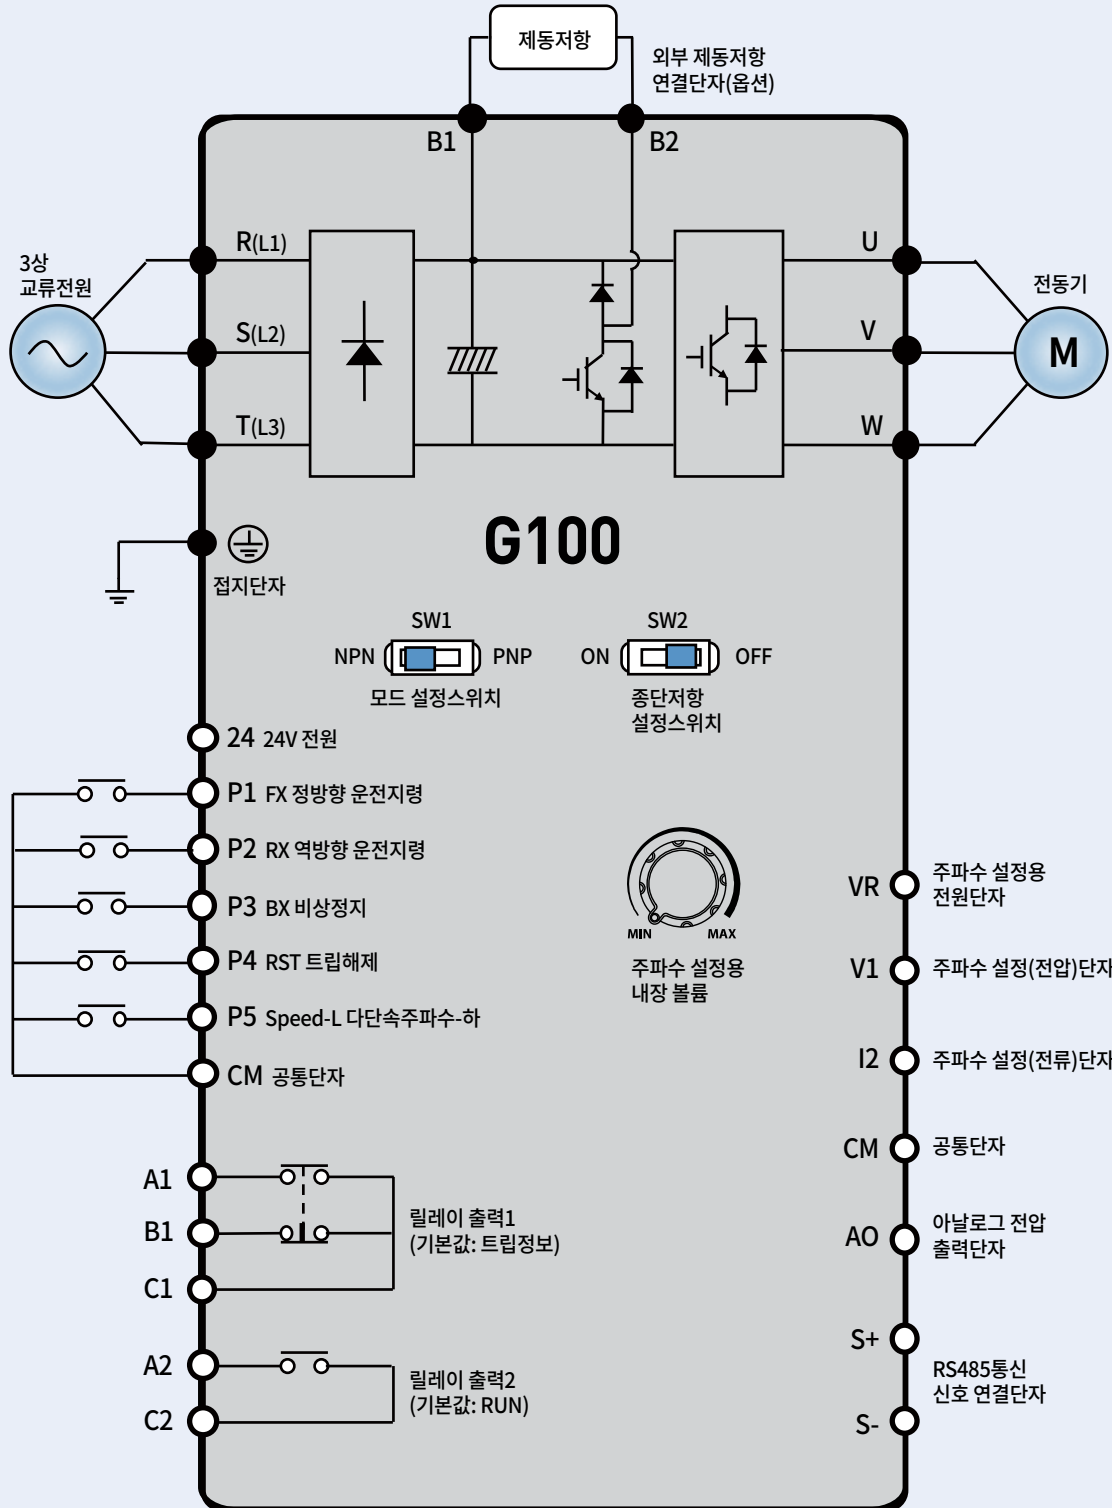 제동저항
외부 제동저항
연결단자(옵션)
B1
B2
R(L1)
U
3상
교류전원
전동기
S(L2)
V
M
T(L3)
W
G100
접지단자
SW1
SW2
NPN
PNP
ON
OFF
모드 설정스위치
종단저항
설정스위치
24 24V 전원
P1 FX 정방향 운전지령
P2 RX 역방향 운전지령
P3 BX 비상정지
P4 RST 트립해제
P5 Speed-L 다단속주파수-하
CM 공통단자
MIN
MAX
주파수 설정용
내장 볼륨
VR
주파수 설정용
전원단자
V1
주파수 설정(전압)단자
I2
주파수 설정(전류)단자
CM
공통단자
AO
아날로그 전압
출력단자
S+
RS485통신
신호 연결단자
S-
A1
B1
릴레이 출력1
(기본값: 트립정보)
C1
A2
릴레이 출력2
(기본값: RUN)
C2